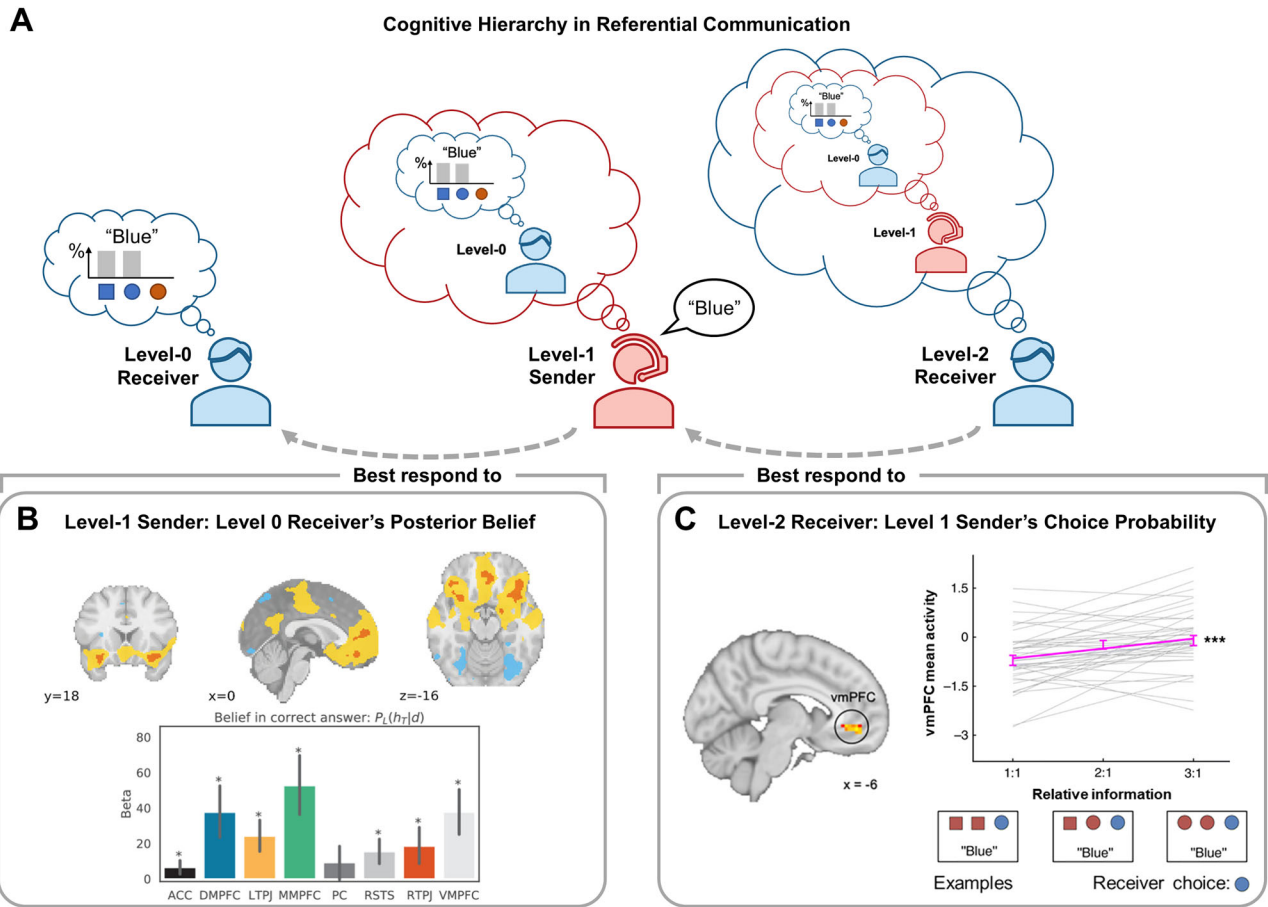 A
Cognitive Hierarchy in Referential Communication
"Blue"
%
Level-0
Receiver
"Blue"
%
Level-0
"Blue"
Level-1
Sender
"Blue"
%
Level-0
Level-1
Level-2
Receiver
Best respond to
Best respond to
B
Level-1 Sender: Level 0 Receiver's Posterior Belief
y=18
x=0
z=-16
Belief in correct answer: P_L(h_T|d)
Beta
80
60
40
20
0
* * * * * * *
ACC DMPFC LTPJ MMPFC PC RSTS RTPJ VMPFC
C
Level-2 Receiver: Level 1 Sender's Choice Probability
vmPFC
x = -6
vmPFC mean activity
1.5
0
−1.5
−3
***
1:1 2:1 3:1
Relative information
"Blue" "Blue" "Blue"
Examples Receiver choice: